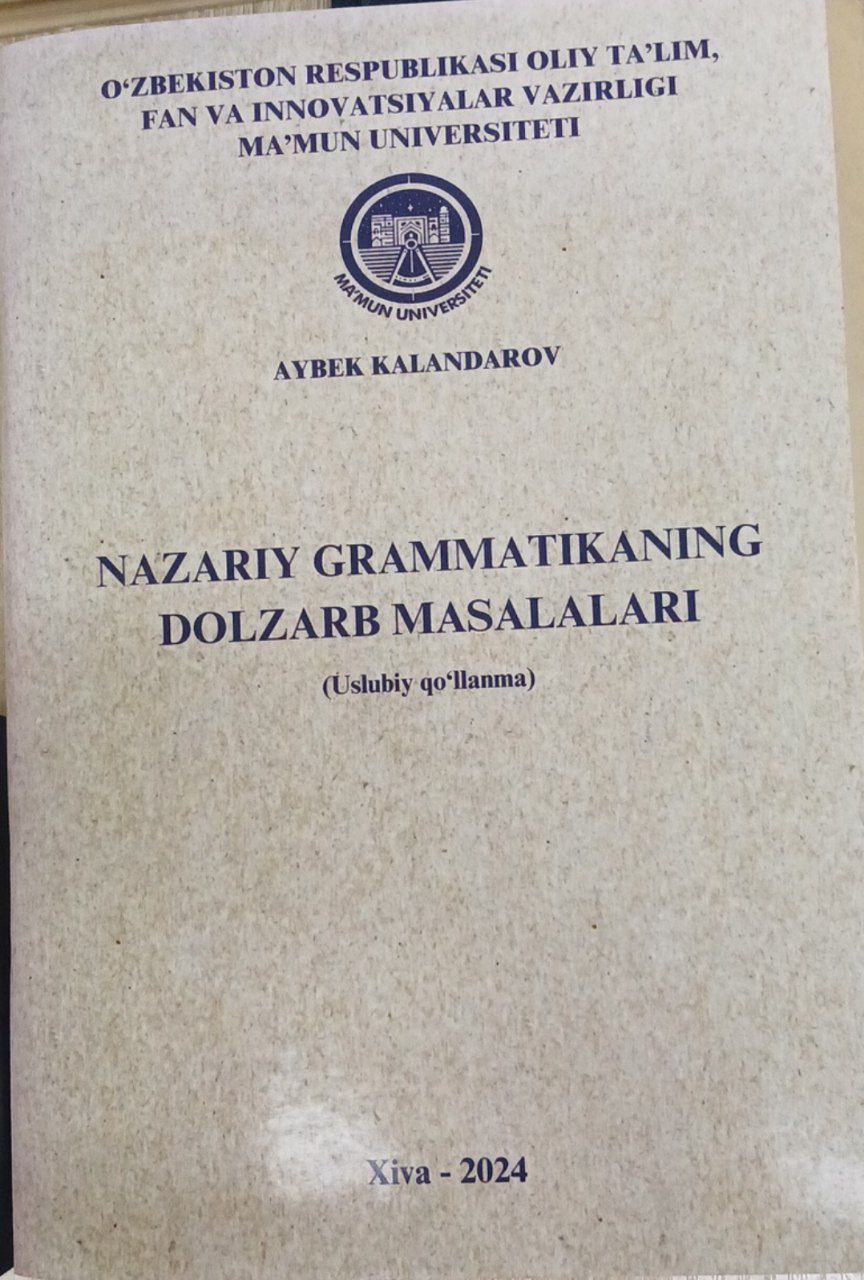 O‘ZBEKISTON RESPUBLIKASI OLIY TA’LIM,
FAN VA INNOVATSIYALAR VAZIRLIGI
MA’MUN UNIVERSITETI
MA’MUN UNIVERSITETI
AYBEK KALANDAROV
NAZARIY GRAMMATIKANING
DOLZARB MASALALARI
(Uslubiy qo‘llanma)
Xiva - 2024